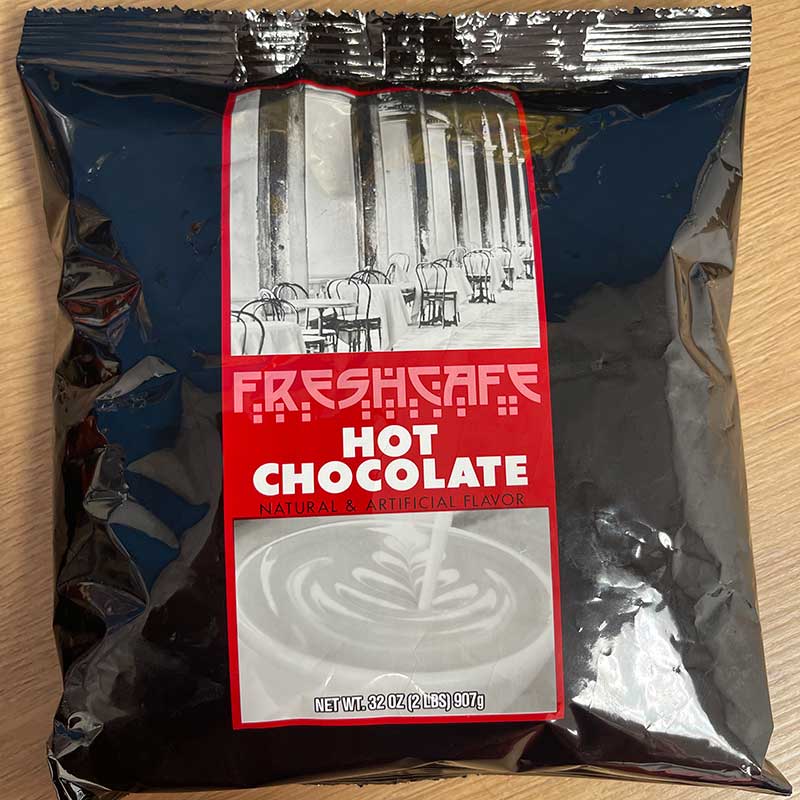 FRESHCAFE
HOT
CHOCOLATE
NATURAL & ARTIFICIAL FLAVOR
NET WT. 32 OZ (2 LBS) 907g